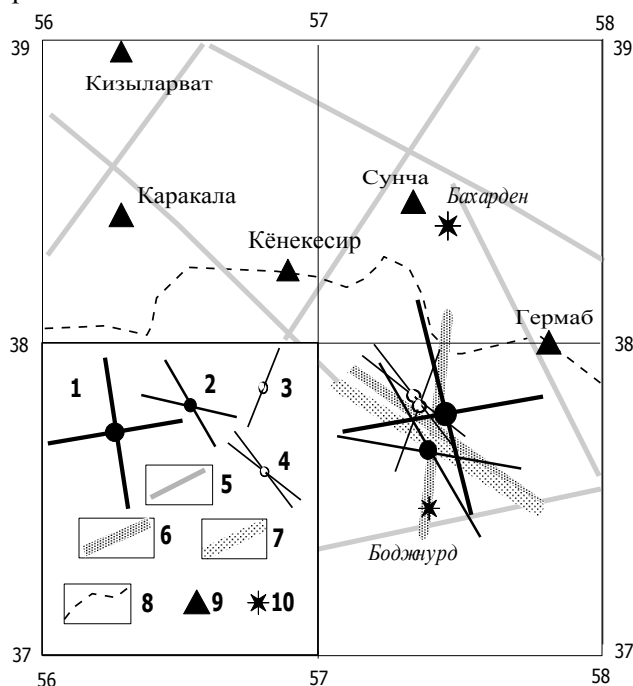 56 57 58
39 39
Кизыларват
Каракала
Сунча
Бахарден
Кёнекесир
Гермаб
38 38
1 2 3
4
5
6 7
8 9 10
Боджнурд
37 37
56 57 58